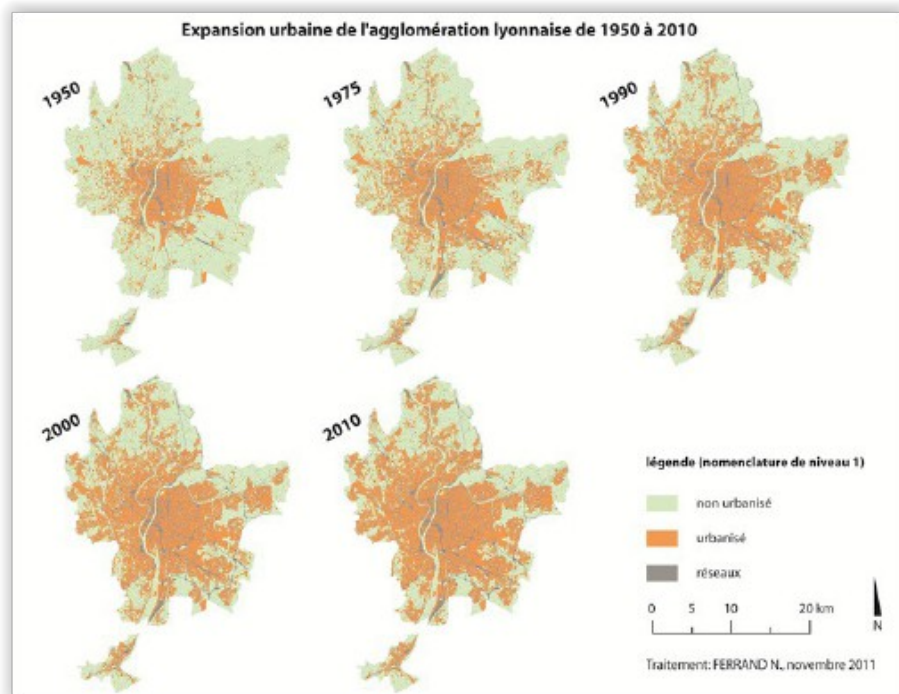 Expansion urbaine de l'agglomération lyonnaise de 1950 à 2010
1950
1975
1990
2000
2010
légende (nomenclature de niveau 1)
non urbanisé
urbanisé
réseaux
0 5 10 20 km
N
Traitement: FERRAND N., novembre 2011